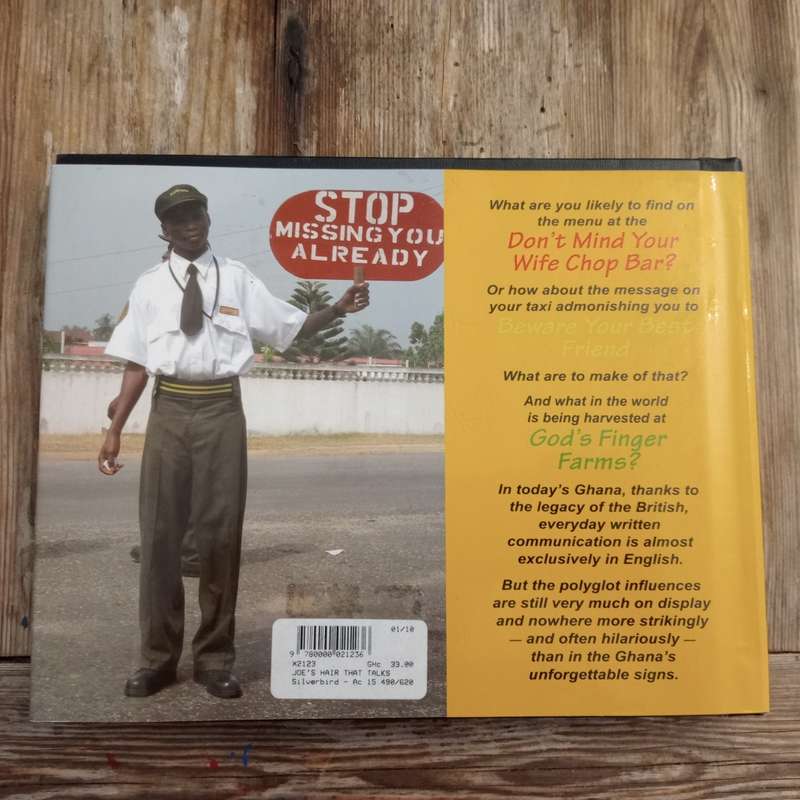 STOP
MISSING YOU
ALREADY
What are you likely to find on
the menu at the
Don't Mind Your
Wife Chop Bar?
Or how about the message on
your taxi admonishing you to
Beware Your Best
Friend
What are to make of that?
And what in the world
is being harvested at
God's Finger
Farms?
In today's Ghana, thanks to
the legacy of the British,
everyday written
communication is almost
exclusively in English.
But the polyglot influences
are still very much on display
and nowhere more strikingly
— and often hilariously —
than in the Ghana's
unforgettable signs.
01/10
9 780000 021236
X2123 GHc 33.00
JOE'S HAIR THAT TALKS
Silverbird - Ac 15 490/620